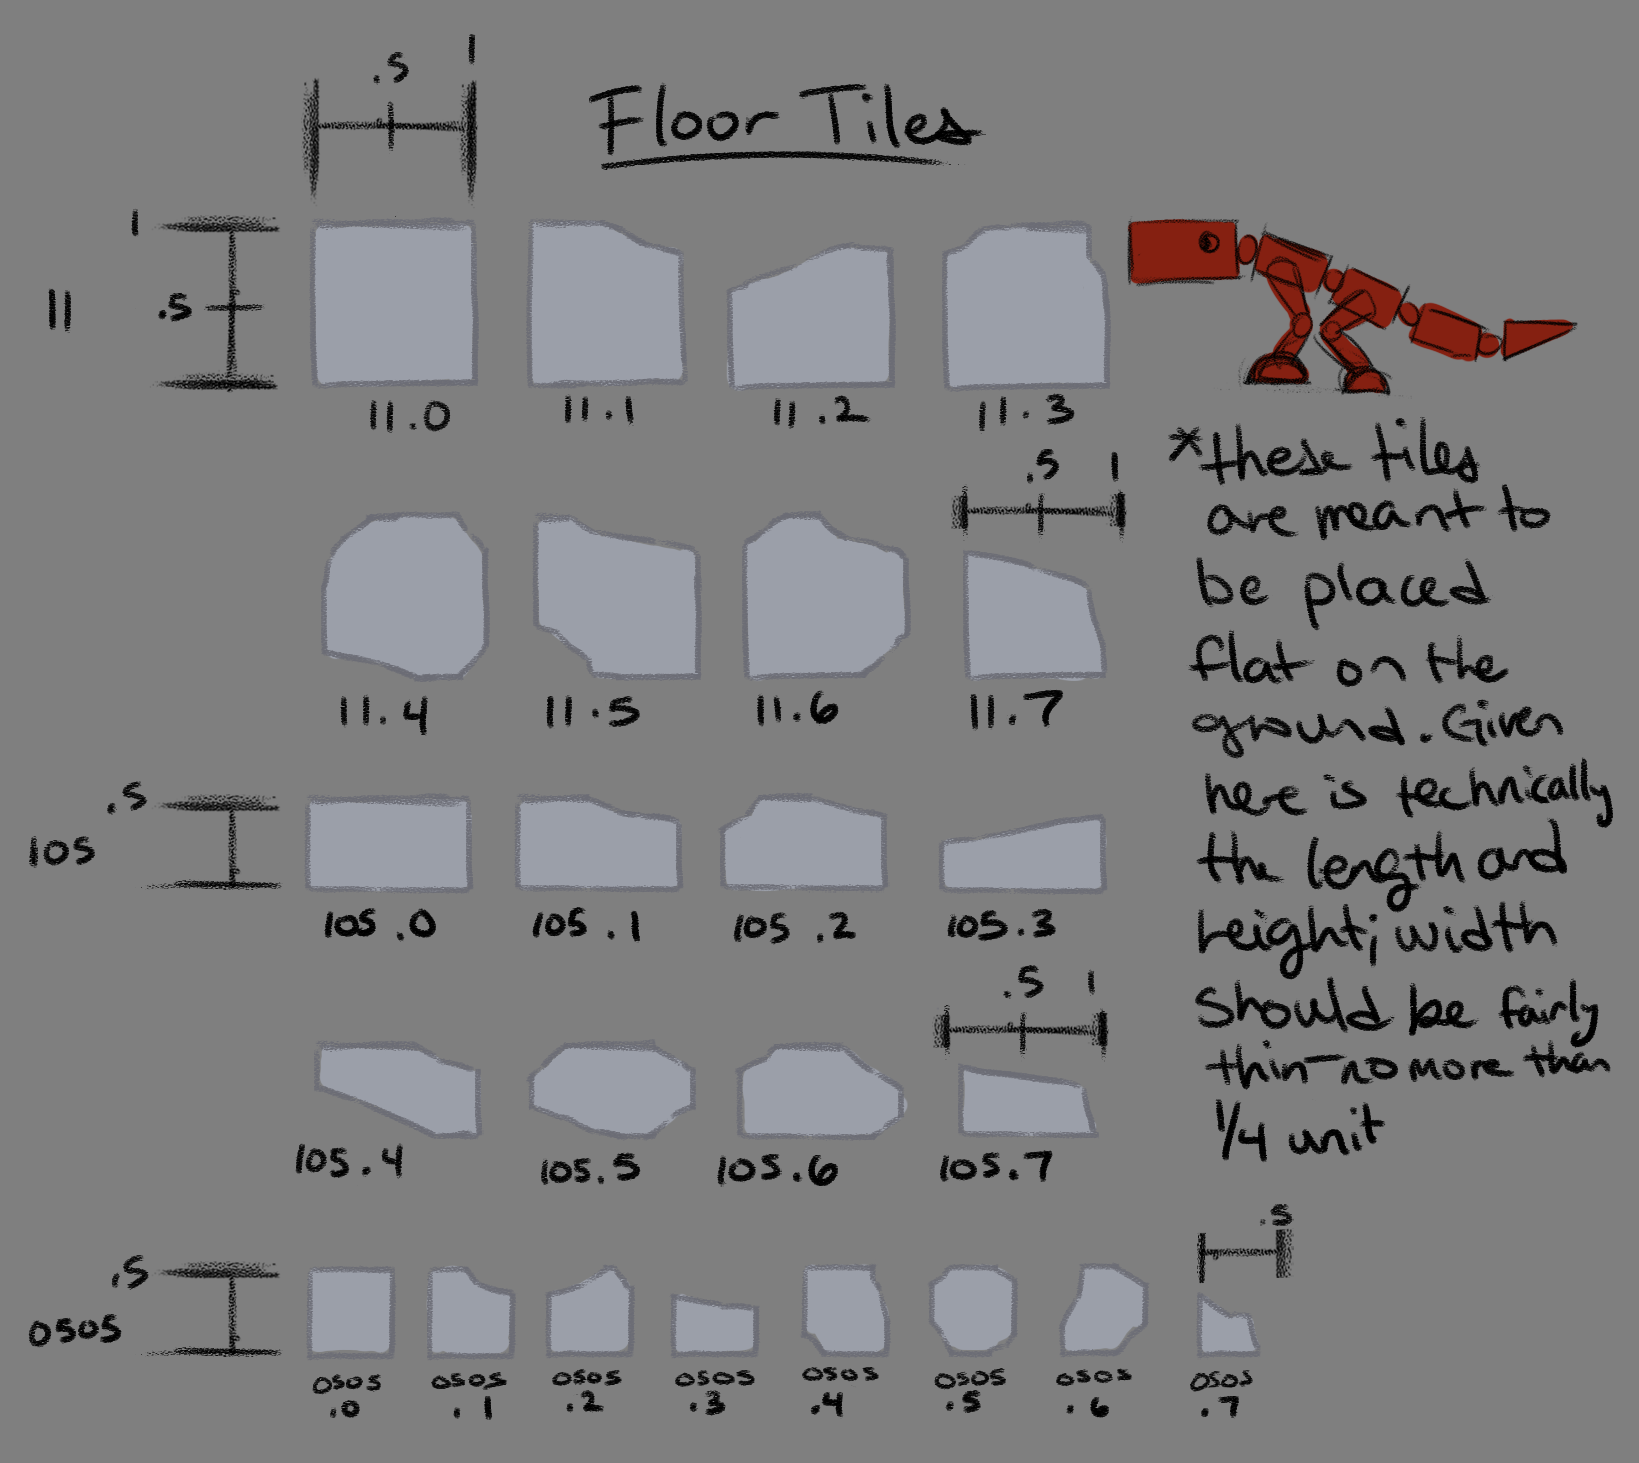 .5 1
Floor Tiles
1
11
.5
11.0 11.1 11.2 11.3
.5 1
*these tiles
are meant to
be placed
flat on the
ground. Given
here is technically
the length and
height; width
should be fairly
thin-no more than
1/4 unit
11.4 11.5 11.6 11.7
.5
105
105.0 105.1 105.2 105.3
.5 1
105.4 105.5 105.6 105.7
.5
.5
0505
0505 0505 0505 0505 0505 0505 0505 0505
.0 .1 .2 .3 .4 .5 .6 .7